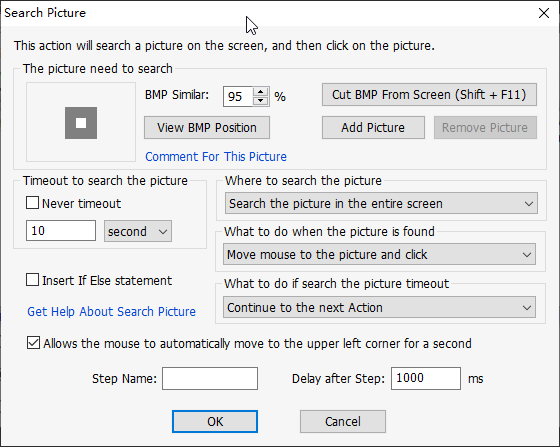 Search Picture
This action will search a picture on the screen, and then click on the picture.
The picture need to search
BMP Similar: 95 %
Cut BMP From Screen (Shift + F11)
View BMP Position
Add Picture
Remove Picture
Comment For This Picture
Timeout to search the picture
Never timeout
10 second
Where to search the picture
Search the picture in the entire screen
What to do when the picture is found
Move mouse to the picture and click
Insert If Else statement
Get Help About Search Picture
What to do if search the picture timeout
Continue to the next Action
Allows the mouse to automatically move to the upper left corner for a second
Step Name:
Delay after Step: 1000 ms
OK
Cancel